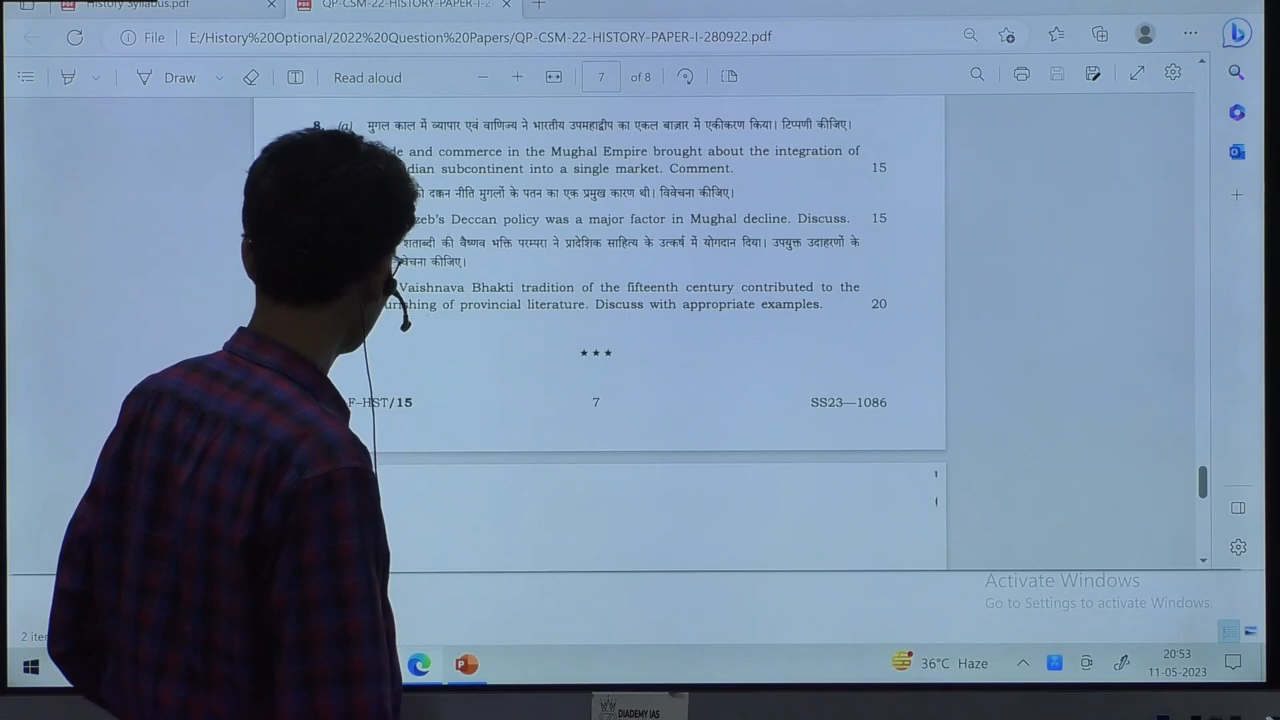 History Syllabus.pdf
QP-CSM-22-HISTORY-PAPER-I-2
File E:/History%20Optional/2022%20Question%20Papers/QP-CSM-22-HISTORY-PAPER-I-280922.pdf
Draw Read aloud 7 of 8
8. (a) मुगल काल में व्यापार एवं वाणिज्य ने भारतीय उपमहाद्वीप का एकल बाज़ार में एकीकरण किया। टिप्पणी कीजिए।
de and commerce in the Mughal Empire brought about the integration of
dian subcontinent into a single market. Comment. 15
की दक्कन नीति मुगलों के पतन का एक प्रमुख कारण थी। विवेचना कीजिए।
zeb's Deccan policy was a major factor in Mughal decline. Discuss. 15
शताब्दी की वैष्णव भक्ति परम्परा ने प्रादेशिक साहित्य के उत्कर्ष में योगदान दिया। उपयुक्त उदाहरणों के
वेचना कीजिए।
Vaishnava Bhakti tradition of the fifteenth century contributed to the
urishing of provincial literature. Discuss with appropriate examples. 20
★★★
F–HST/15 7 SS23—1086
Activate Windows
Go to Settings to activate Windows.
2 ite
36°C Haze 20:53
11-05-2023
DIADEMY IAS